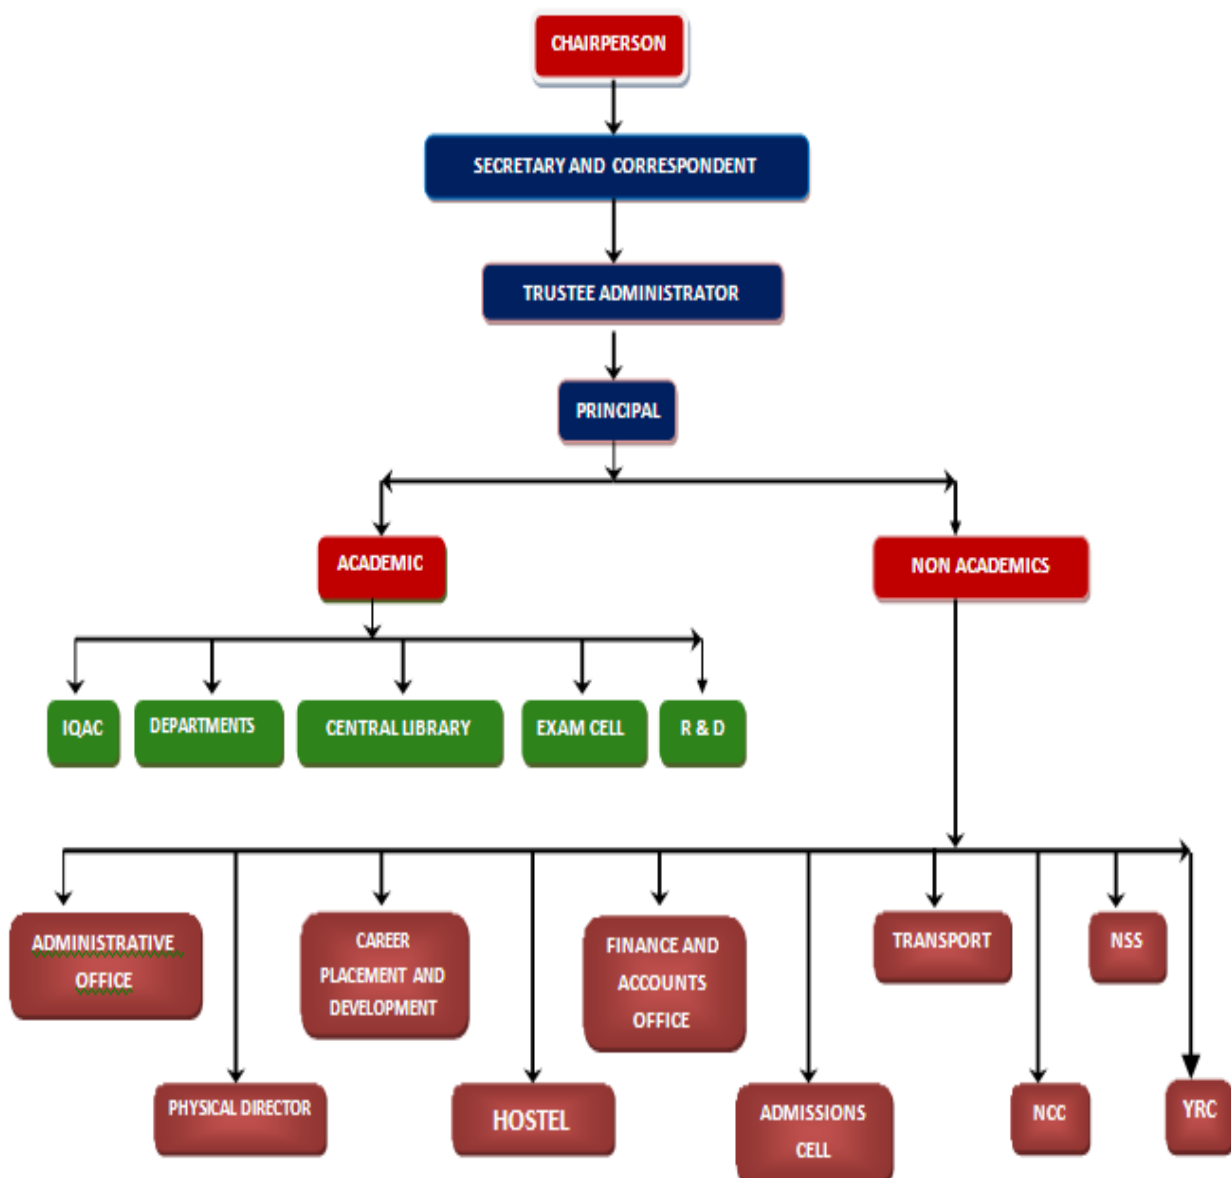 CHAIRPERSON
SECRETARY AND CORRESPONDENT
TRUSTEE ADMINISTRATOR
PRINCIPAL
ACADEMIC
NON ACADEMICS
IQAC
DEPARTMENTS
CENTRAL LIBRARY
EXAM CELL
R & D
ADMINISTRATIVE
OFFICE
CAREER
PLACEMENT AND
DEVELOPMENT
FINANCE AND
ACCOUNTS
OFFICE
TRANSPORT
NSS
PHYSICAL DIRECTOR
HOSTEL
ADMISSIONS
CELL
NCC
YRC